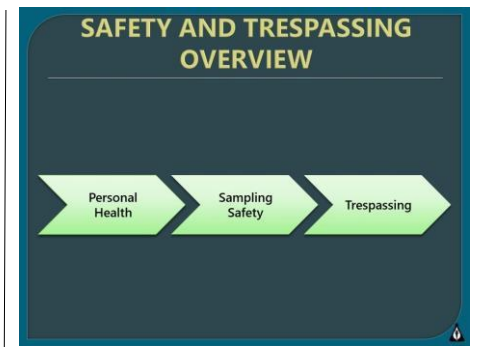 SAFETY AND TRESPASSING
OVERVIEW
Personal
Health
Sampling
Safety
Trespassing